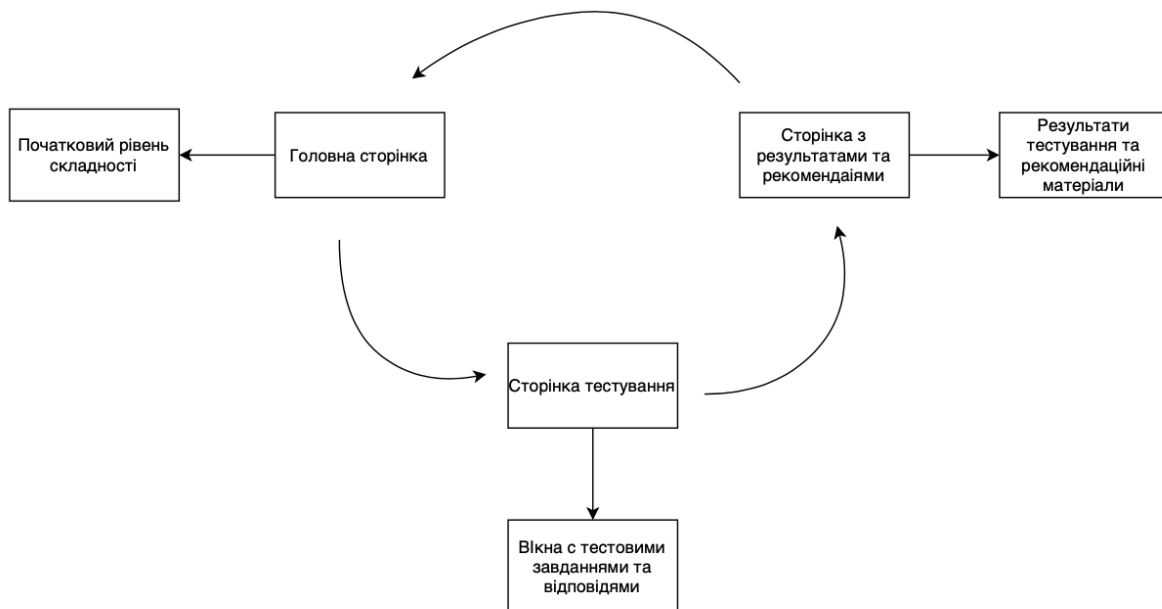 Початковий рівень
складності
Головна сторінка
Сторінка з
результатами та
рекомендаіями
Результати
тестування та
рекомендаційні
матеріали
Сторінка тестування
ВІкна с тестовими
завданнями та
відповідями